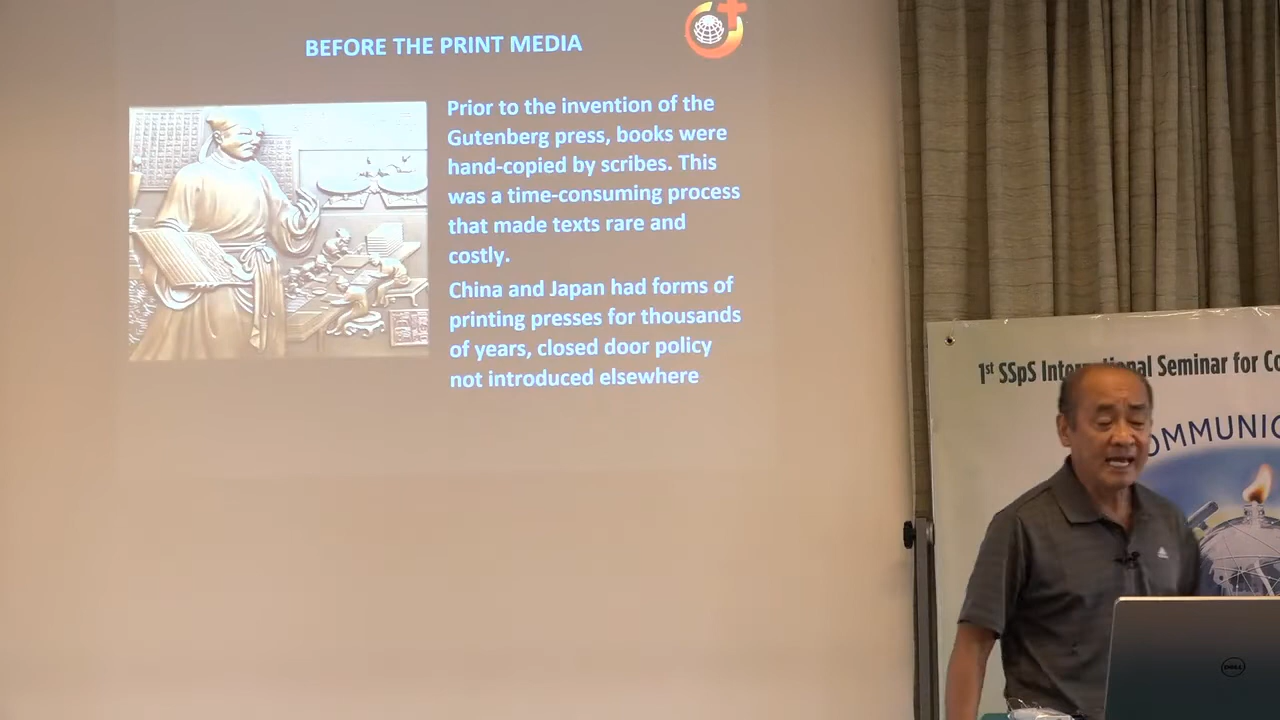 BEFORE THE PRINT MEDIA
Prior to the invention of the
Gutenberg press, books were
hand-copied by scribes. This
was a time-consuming process
that made texts rare and
costly.
China and Japan had forms of
printing presses for thousands
of years, closed door policy
not introduced elsewhere
1st SSpS International Seminar for Co
OMMUNIC
DELL